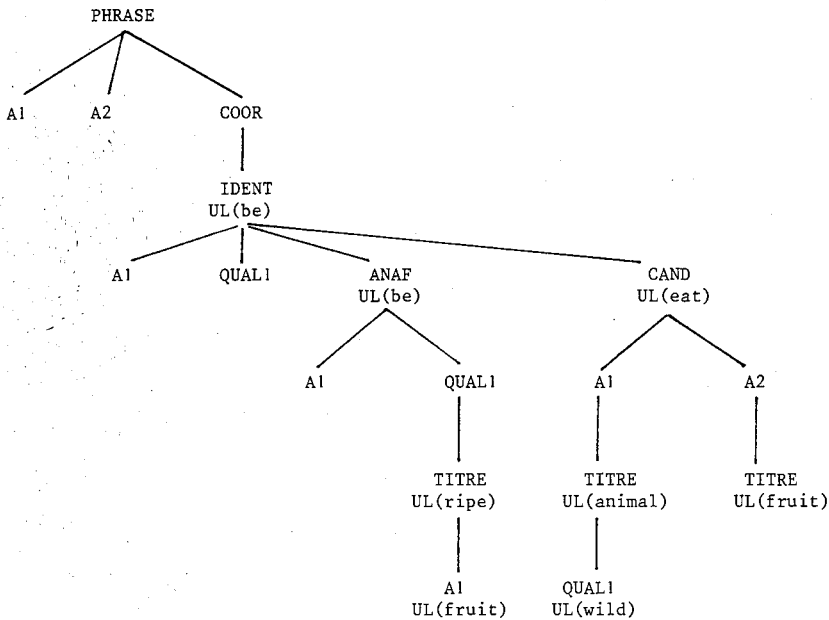 PHRASE
A1 A2 COOR
IDENT
UL(be)
A1 QUAL1 ANAF CAND
UL(be) UL(eat)
A1 QUAL1 A1 A2
TITRE TITRE TITRE
UL(ripe) UL(animal) UL(fruit)
A1 QUAL1
UL(fruit) UL(wild)